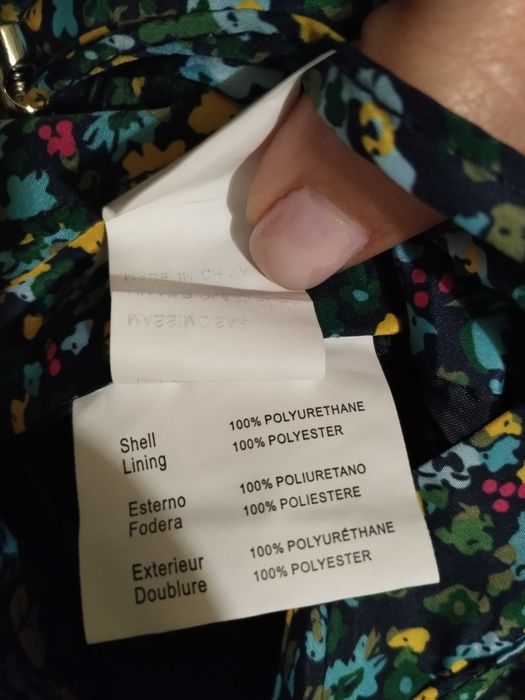 Shell 100% POLYURETHANE
Lining 100% POLYESTER
Esterno 100% POLIURETANO
Fodera 100% POLIESTERE
Exterieur 100% POLYURÉTHANE
Doublure 100% POLYESTER